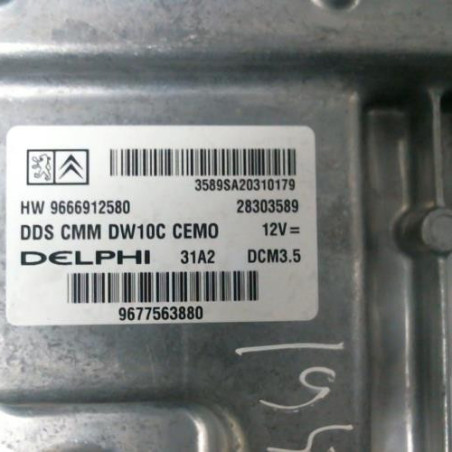 3589SA20310179
HW 9666912580 28303589
DDS CMM DW10C CEMO 12V =
DELPHI 31A2 DCM3.5
9677563880